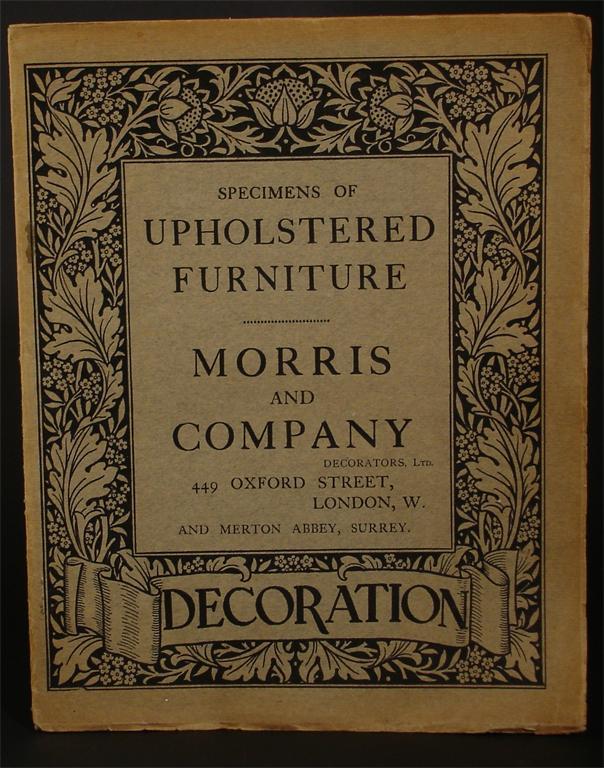 SPECIMENS OF
UPHOLSTERED
FURNITURE
MORRIS
AND
COMPANY
DECORATORS, LTD.
449 OXFORD STREET,
LONDON, W.
AND MERTON ABBEY, SURREY.
DECORATION